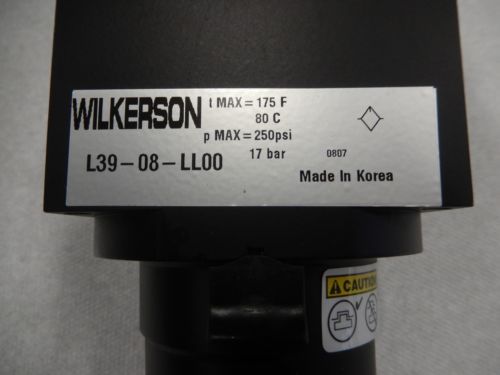 WILKERSON
t MAX = 175 F
80 C
p MAX = 250psi
17 bar
L39-08-LL00
0807
Made In Korea
CAUTION